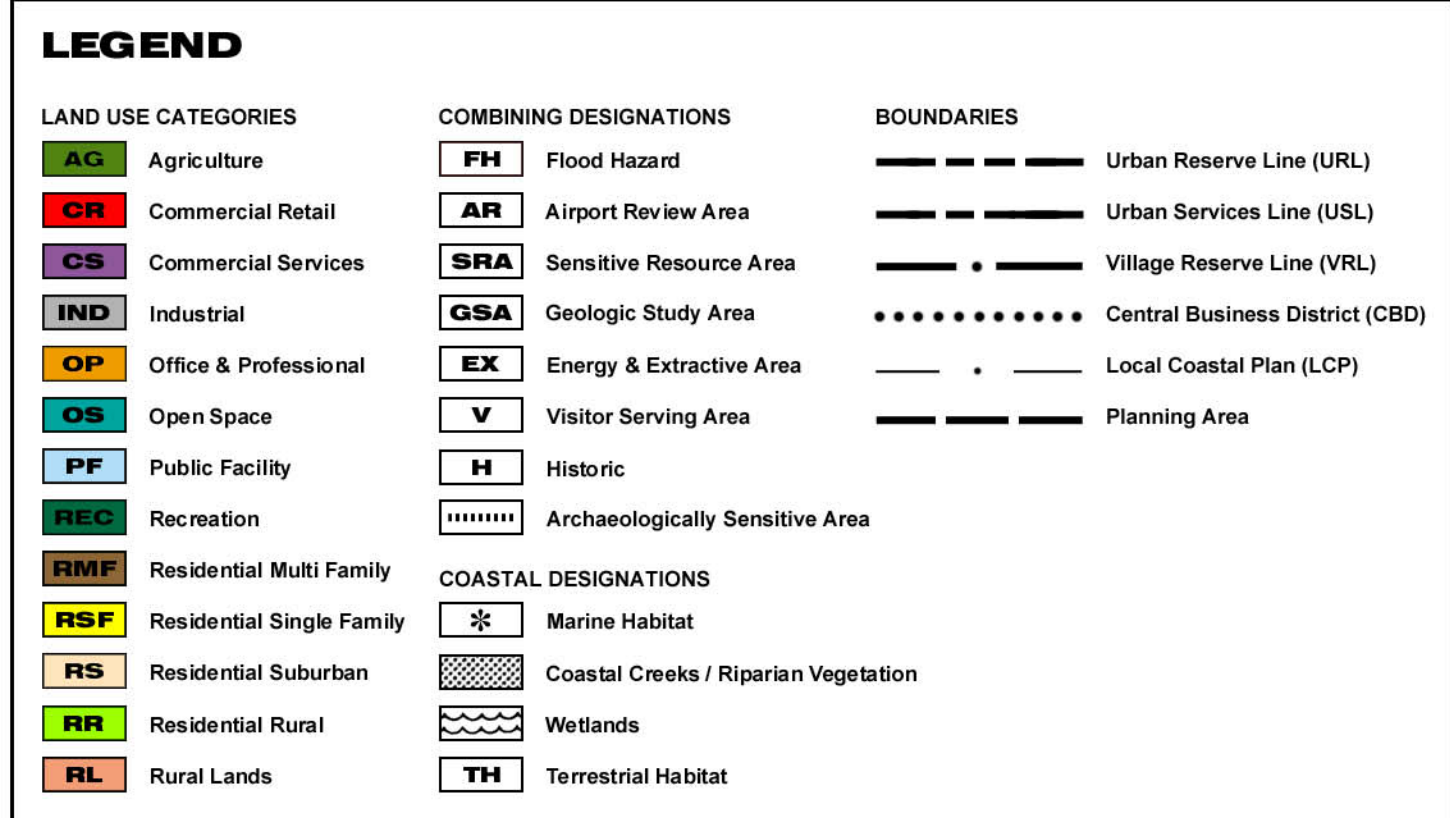 LEGEND
LAND USE CATEGORIES
AG Agriculture
CR Commercial Retail
CS Commercial Services
IND Industrial
OP Office & Professional
OS Open Space
PF Public Facility
REC Recreation
RMF Residential Multi Family
RSF Residential Single Family
RS Residential Suburban
RR Residential Rural
RL Rural Lands
COMBINING DESIGNATIONS
FH Flood Hazard
AR Airport Review Area
SRA Sensitive Resource Area
GSA Geologic Study Area
EX Energy & Extractive Area
V Visitor Serving Area
H Historic
Archaeologically Sensitive Area
COASTAL DESIGNATIONS
* Marine Habitat
Coastal Creeks / Riparian Vegetation
Wetlands
TH Terrestrial Habitat
BOUNDARIES
Urban Reserve Line (URL)
Urban Services Line (USL)
Village Reserve Line (VRL)
Central Business District (CBD)
Local Coastal Plan (LCP)
Planning Area